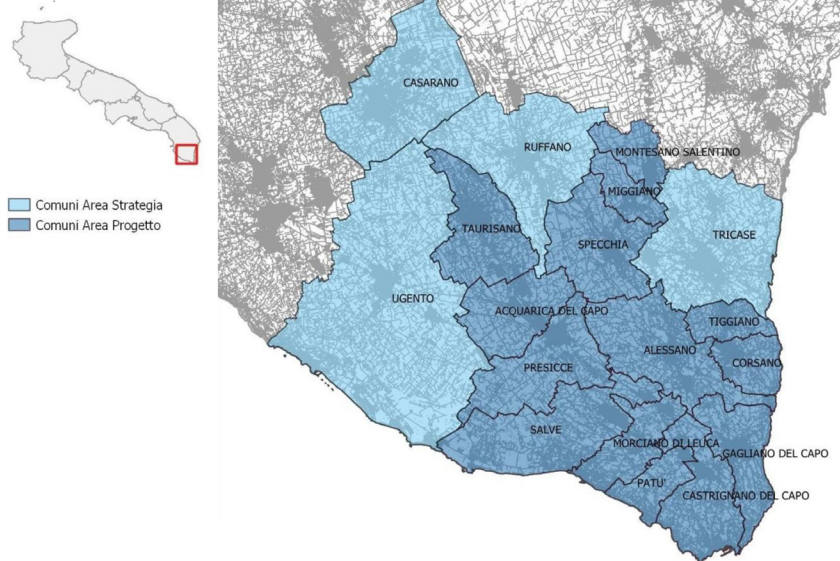 Comuni Area Strategia
Comuni Area Progetto
CASARANO
RUFFANO
MONTESANO SALENTINO
MIGGIANO
TAURISANO
SPECCHIA
TRICASE
UGENTO
ACQUARICA DEL CAPO
TIGGIANO
ALESSANO
CORSANO
PRESICCE
SALVE
MORCIANO DI LEUCA
GAGLIANO DEL CAPO
PATU'
CASTRIGNANO DEL CAPO